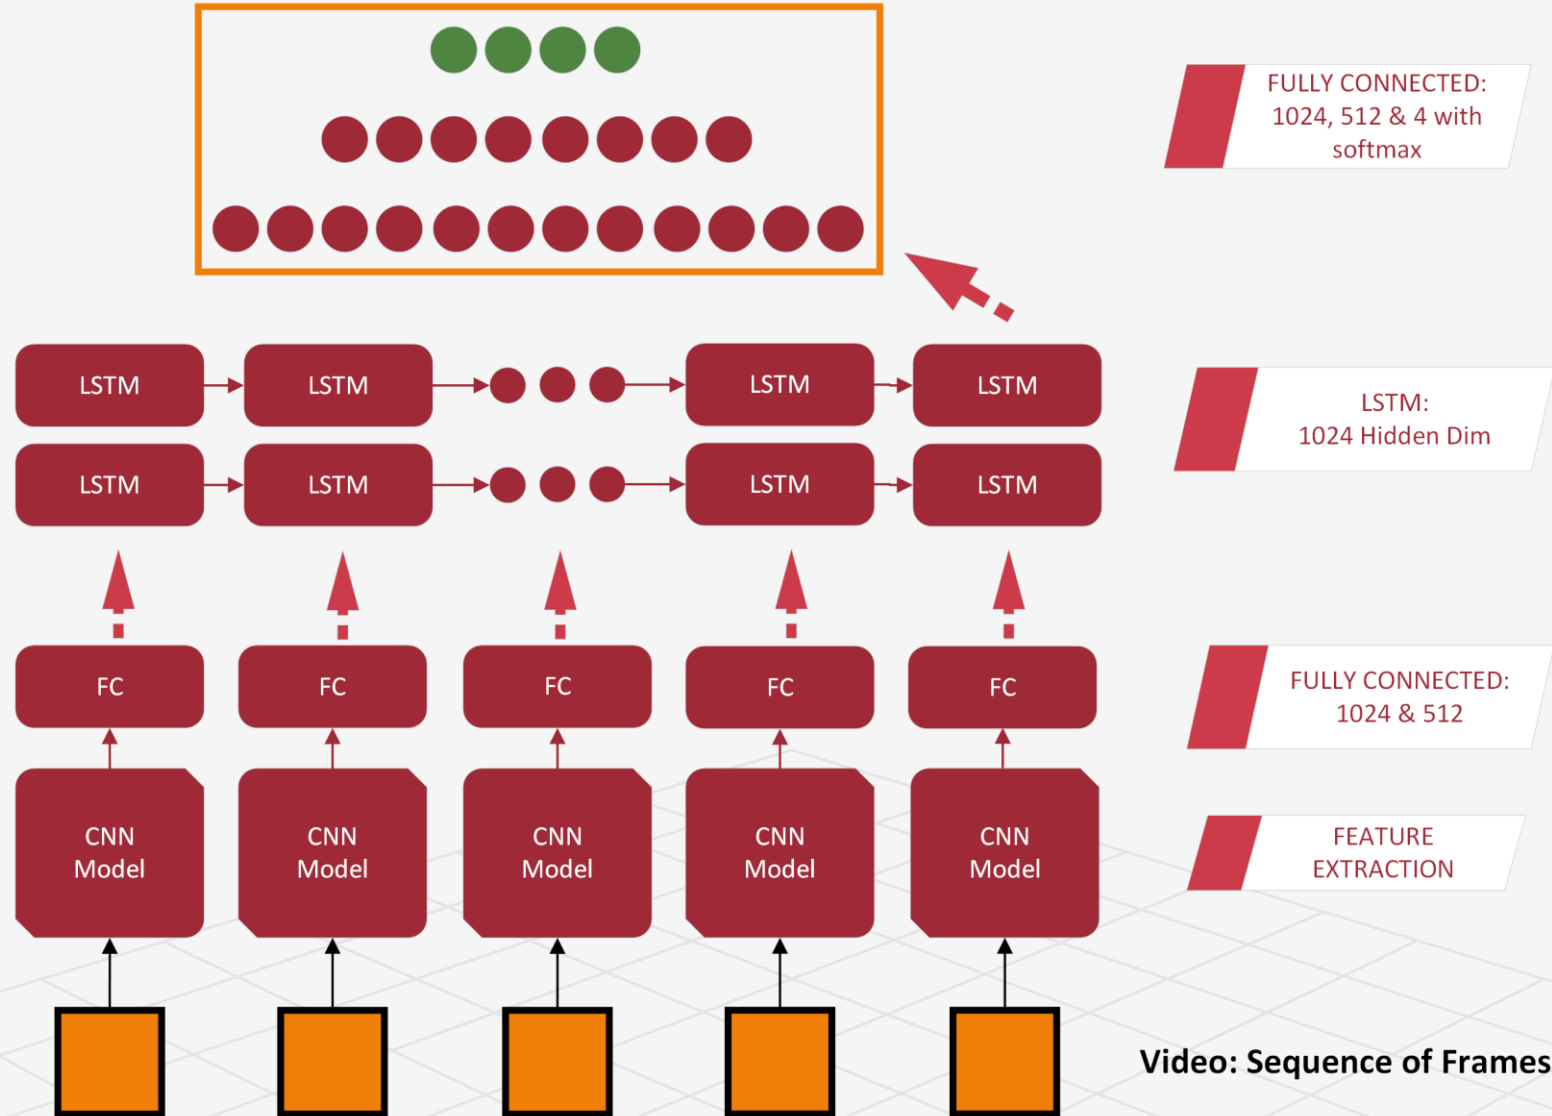 FULLY CONNECTED:
1024, 512 & 4 with
softmax
LSTM
LSTM
LSTM
LSTM
LSTM:
1024 Hidden Dim
LSTM
LSTM
LSTM
LSTM
FC
FC
FC
FC
FC
FULLY CONNECTED:
1024 & 512
CNN
Model
CNN
Model
CNN
Model
CNN
Model
CNN
Model
FEATURE
EXTRACTION
Video: Sequence of Frames